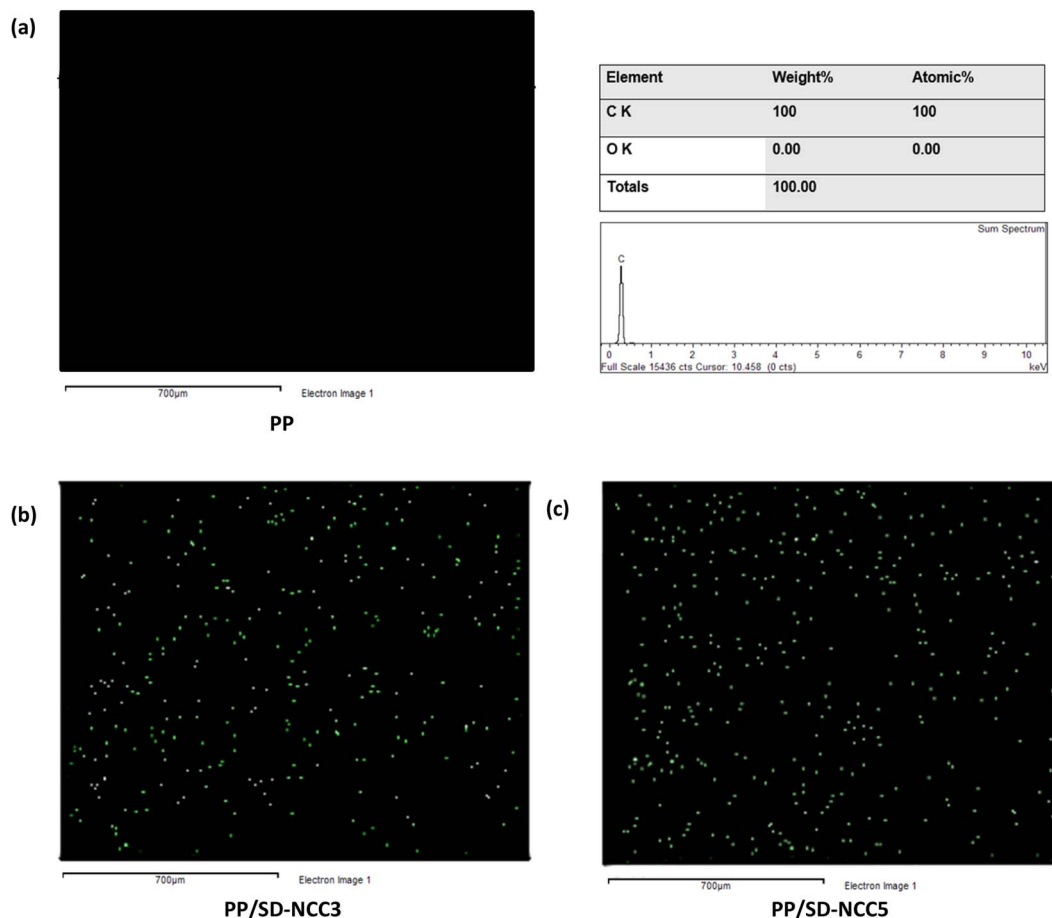 (a)
Element Weight% Atomic%
C K 100 100
O K 0.00 0.00
Totals 100.00
Sum Spectrum
C
0 1 2 3 4 5 6 7 8 9 10
Full Scale 15436 cts Cursor: 10.458 (0 cts) keV
700µm Electron Image 1
PP
(b)
700µm Electron Image 1
PP/SD-NCC3
(c)
700µm Electron Image 1
PP/SD-NCC5